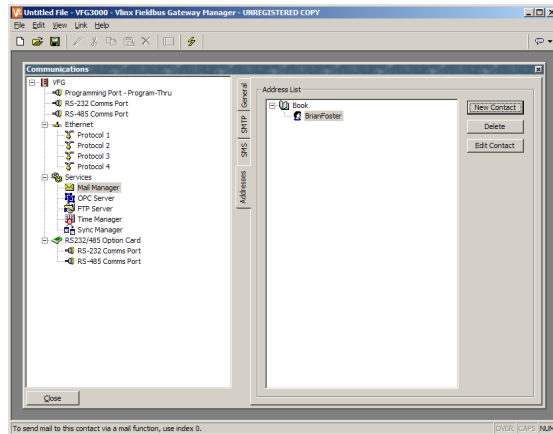 Untitled File - VFG3000 - Vlinx Fieldbus Gateway Manager - UNREGISTERED COPY
File Edit View Link Help
Communications
VFG
Programming Port - Program-Thru
RS-232 Comms Port
RS-485 Comms Port
Ethernet
Protocol 1
Protocol 2
Protocol 3
Protocol 4
Services
Mail Manager
OPC Server
FTP Server
Time Manager
Sync Manager
RS232/485 Option Card
RS-232 Comms Port
RS-485 Comms Port
General
SMTP
SMS
Addresses
Address List
Book
BrianFoster
New Contact
Delete
Edit Contact
Close
To send mail to this contact via a mail function, use index 0.
OVER CAPS NUM